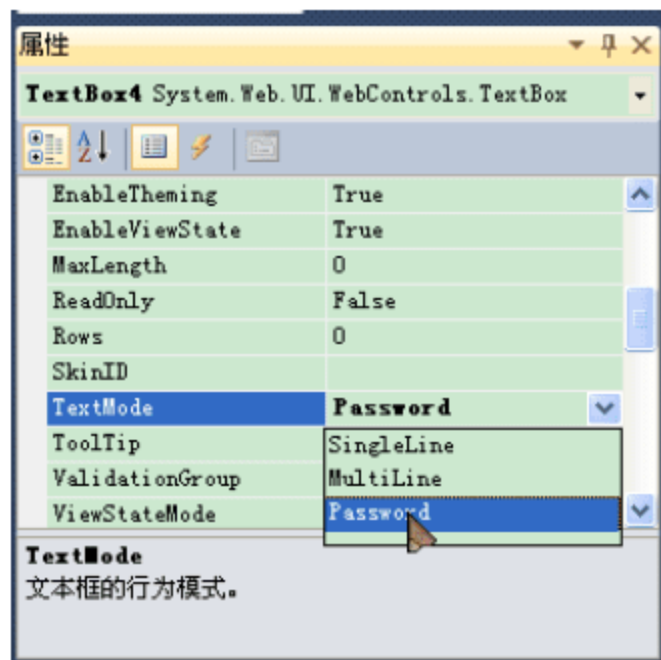 属性
TextBox4 System.Web.UI.WebControls.TextBox
EnableTheming True
EnableViewState True
MaxLength 0
ReadOnly False
Rows 0
SkinID
TextMode Password
ToolTip SingleLine
ValidationGroup MultiLine
ViewStateMode Password
TextMode
文本框的行为模式。